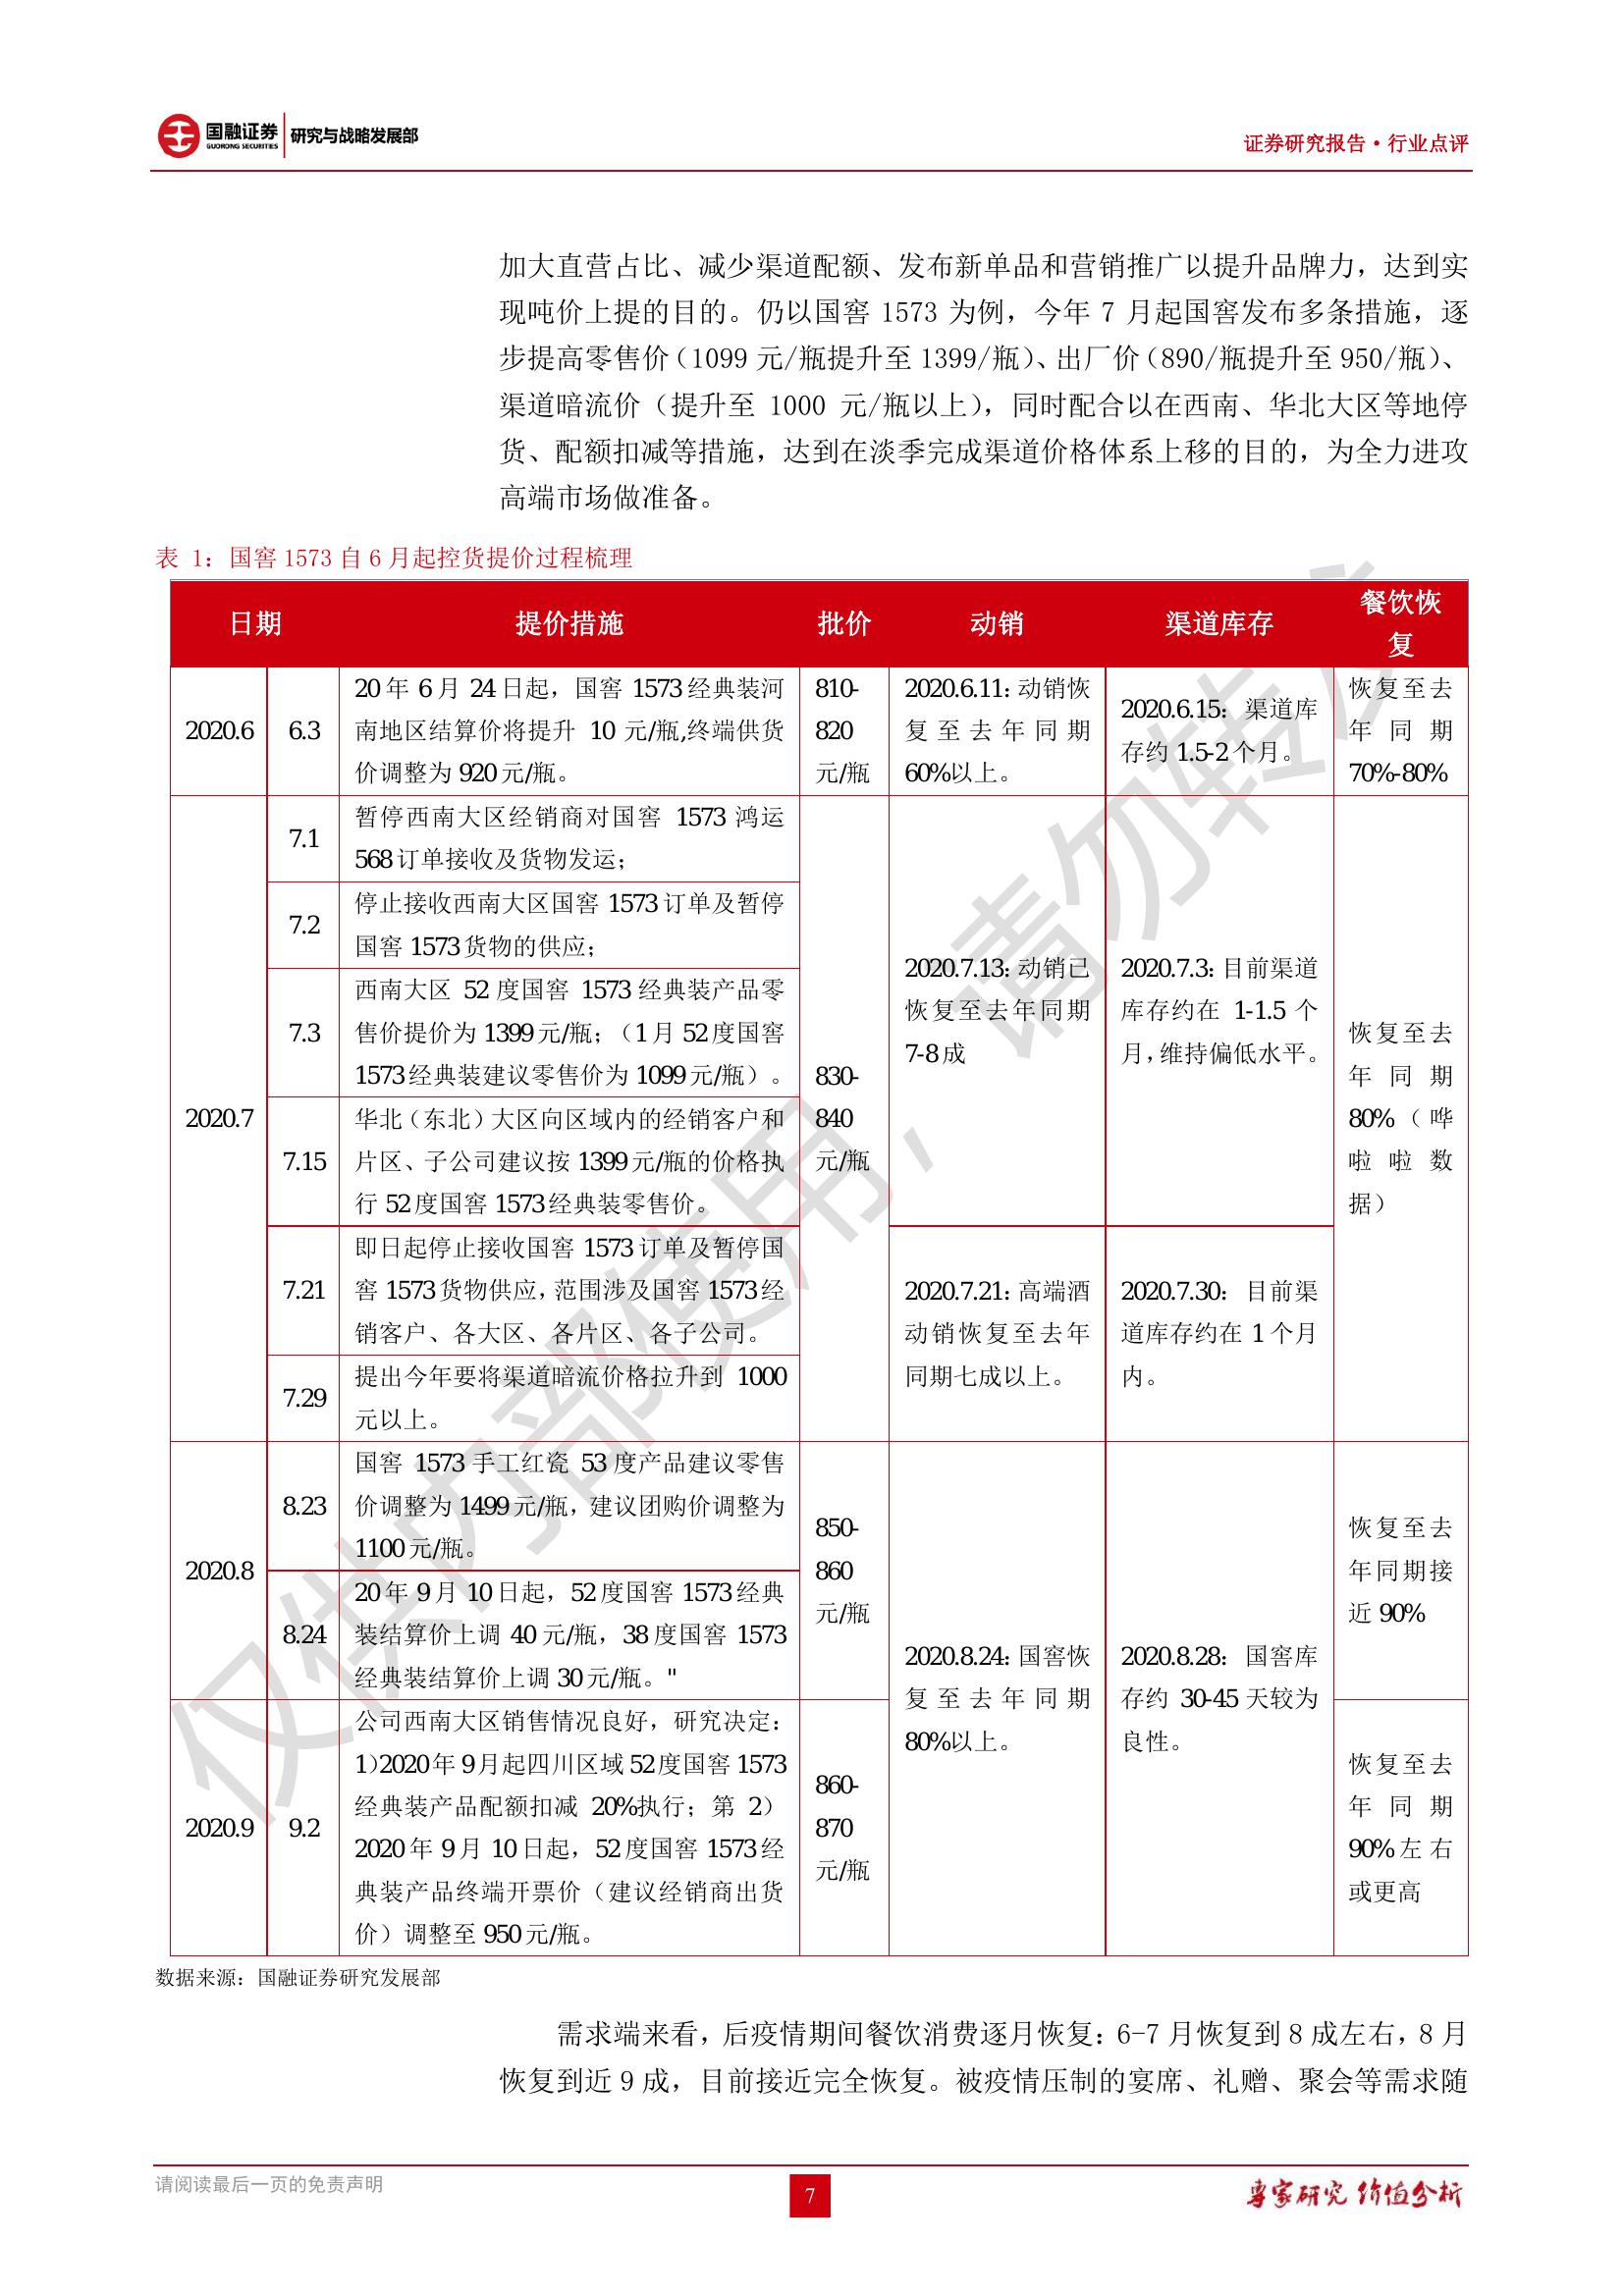 国融证券
GUORONG SECURITIES
研究与战略发展部
证券研究报告·行业点评
加大直营占比、减少渠道配额、发布新单品和营销推广以提升品牌力，达到实
现吨价上提的目的。仍以国窖 1573 为例，今年 7 月起国窖发布多条措施，逐
步提高零售价（1099 元/瓶提升至 1399/瓶）、出厂价（890/瓶提升至 950/瓶）、
渠道暗流价（提升至 1000 元/瓶以上），同时配合以在西南、华北大区等地停
货、配额扣减等措施，达到在淡季完成渠道价格体系上移的目的，为全力进攻
高端市场做准备。
表 1：国窖 1573 自 6 月起控货提价过程梳理
日期
提价措施
批价
动销
渠道库存
餐饮恢
复
2020.6
6.3
20 年 6 月 24 日起，国窖 1573 经典装河
南地区结算价将提升 10 元/瓶,终端供货
价调整为 920 元/瓶。
810-
820
元/瓶
2020.6.11：动销恢
复至去年同期
60%以上。
2020.6.15：渠道库
存约 1.5-2 个月。
恢复至去
年同期
70%-80%
2020.7
7.1
暂停西南大区经销商对国窖 1573 鸿运
568 订单接收及货物发运；
7.2
停止接收西南大区国窖 1573 订单及暂停
国窖 1573 货物的供应；
7.3
西南大区 52 度国窖 1573 经典装产品零
售价提价为 1399 元/瓶；（1 月 52 度国窖
1573 经典装建议零售价为 1099 元/瓶）。
7.15
华北（东北）大区向区域内的经销客户和
片区、子公司建议按 1399 元/瓶的价格执
行 52 度国窖 1573 经典装零售价。
7.21
即日起停止接收国窖 1573 订单及暂停国
窖 1573 货物供应，范围涉及国窖 1573 经
销客户、各大区、各片区、各子公司。
7.29
提出今年要将渠道暗流价格拉升到 1000
元以上。
830-
840
元/瓶
2020.7.13：动销已
恢复至去年同期
7-8 成
2020.7.3：目前渠道
库存约在 1-1.5 个
月，维持偏低水平。
2020.7.21：高端酒
动销恢复至去年
同期七成以上。
2020.7.30：目前渠
道库存约在 1 个月
内。
恢复至去
年同期
80%（哗
啦啦数
据）
2020.8
8.23
国窖 1573 手工红瓷 53 度产品建议零售
价调整为 1499 元/瓶，建议团购价调整为
1100 元/瓶。
8.24
20 年 9 月 10 日起，52 度国窖 1573 经典
装结算价上调 40 元/瓶，38 度国窖 1573
经典装结算价上调 30 元/瓶。"
850-
860
元/瓶
2020.8.24：国窖恢
复至去年同期
80%以上。
2020.8.28：国窖库
存约 30-45 天较为
良性。
恢复至去
年同期接
近 90%
2020.9
9.2
公司西南大区销售情况良好，研究决定：
1)2020 年 9 月起四川区域 52 度国窖 1573
经典装产品配额扣减 20%执行；第 2）
2020 年 9 月 10 日起，52 度国窖 1573 经
典装产品终端开票价（建议经销商出货
价）调整至 950 元/瓶。
860-
870
元/瓶
恢复至去
年同期
90%左右
或更高
数据来源：国融证券研究发展部
需求端来看，后疫情期间餐饮消费逐月恢复：6-7 月恢复到 8 成左右，8 月
恢复到近 9 成，目前接近完全恢复。被疫情压制的宴席、礼赠、聚会等需求随
请阅读最后一页的免责声明
7
专家研究 价值分析
仅供内部使用，请勿转